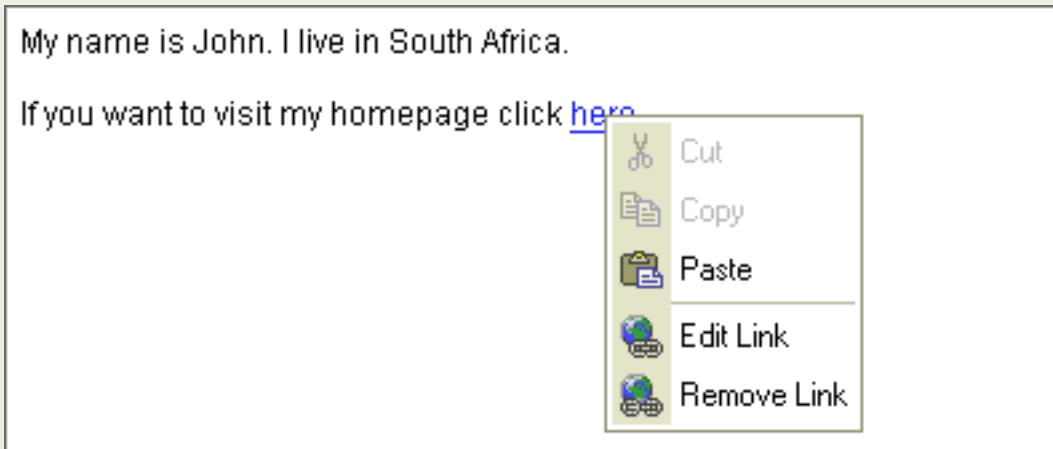 My name is John. I live in South Africa.
If you want to visit my homepage click here
Cut
Copy
Paste
Edit Link
Remove Link